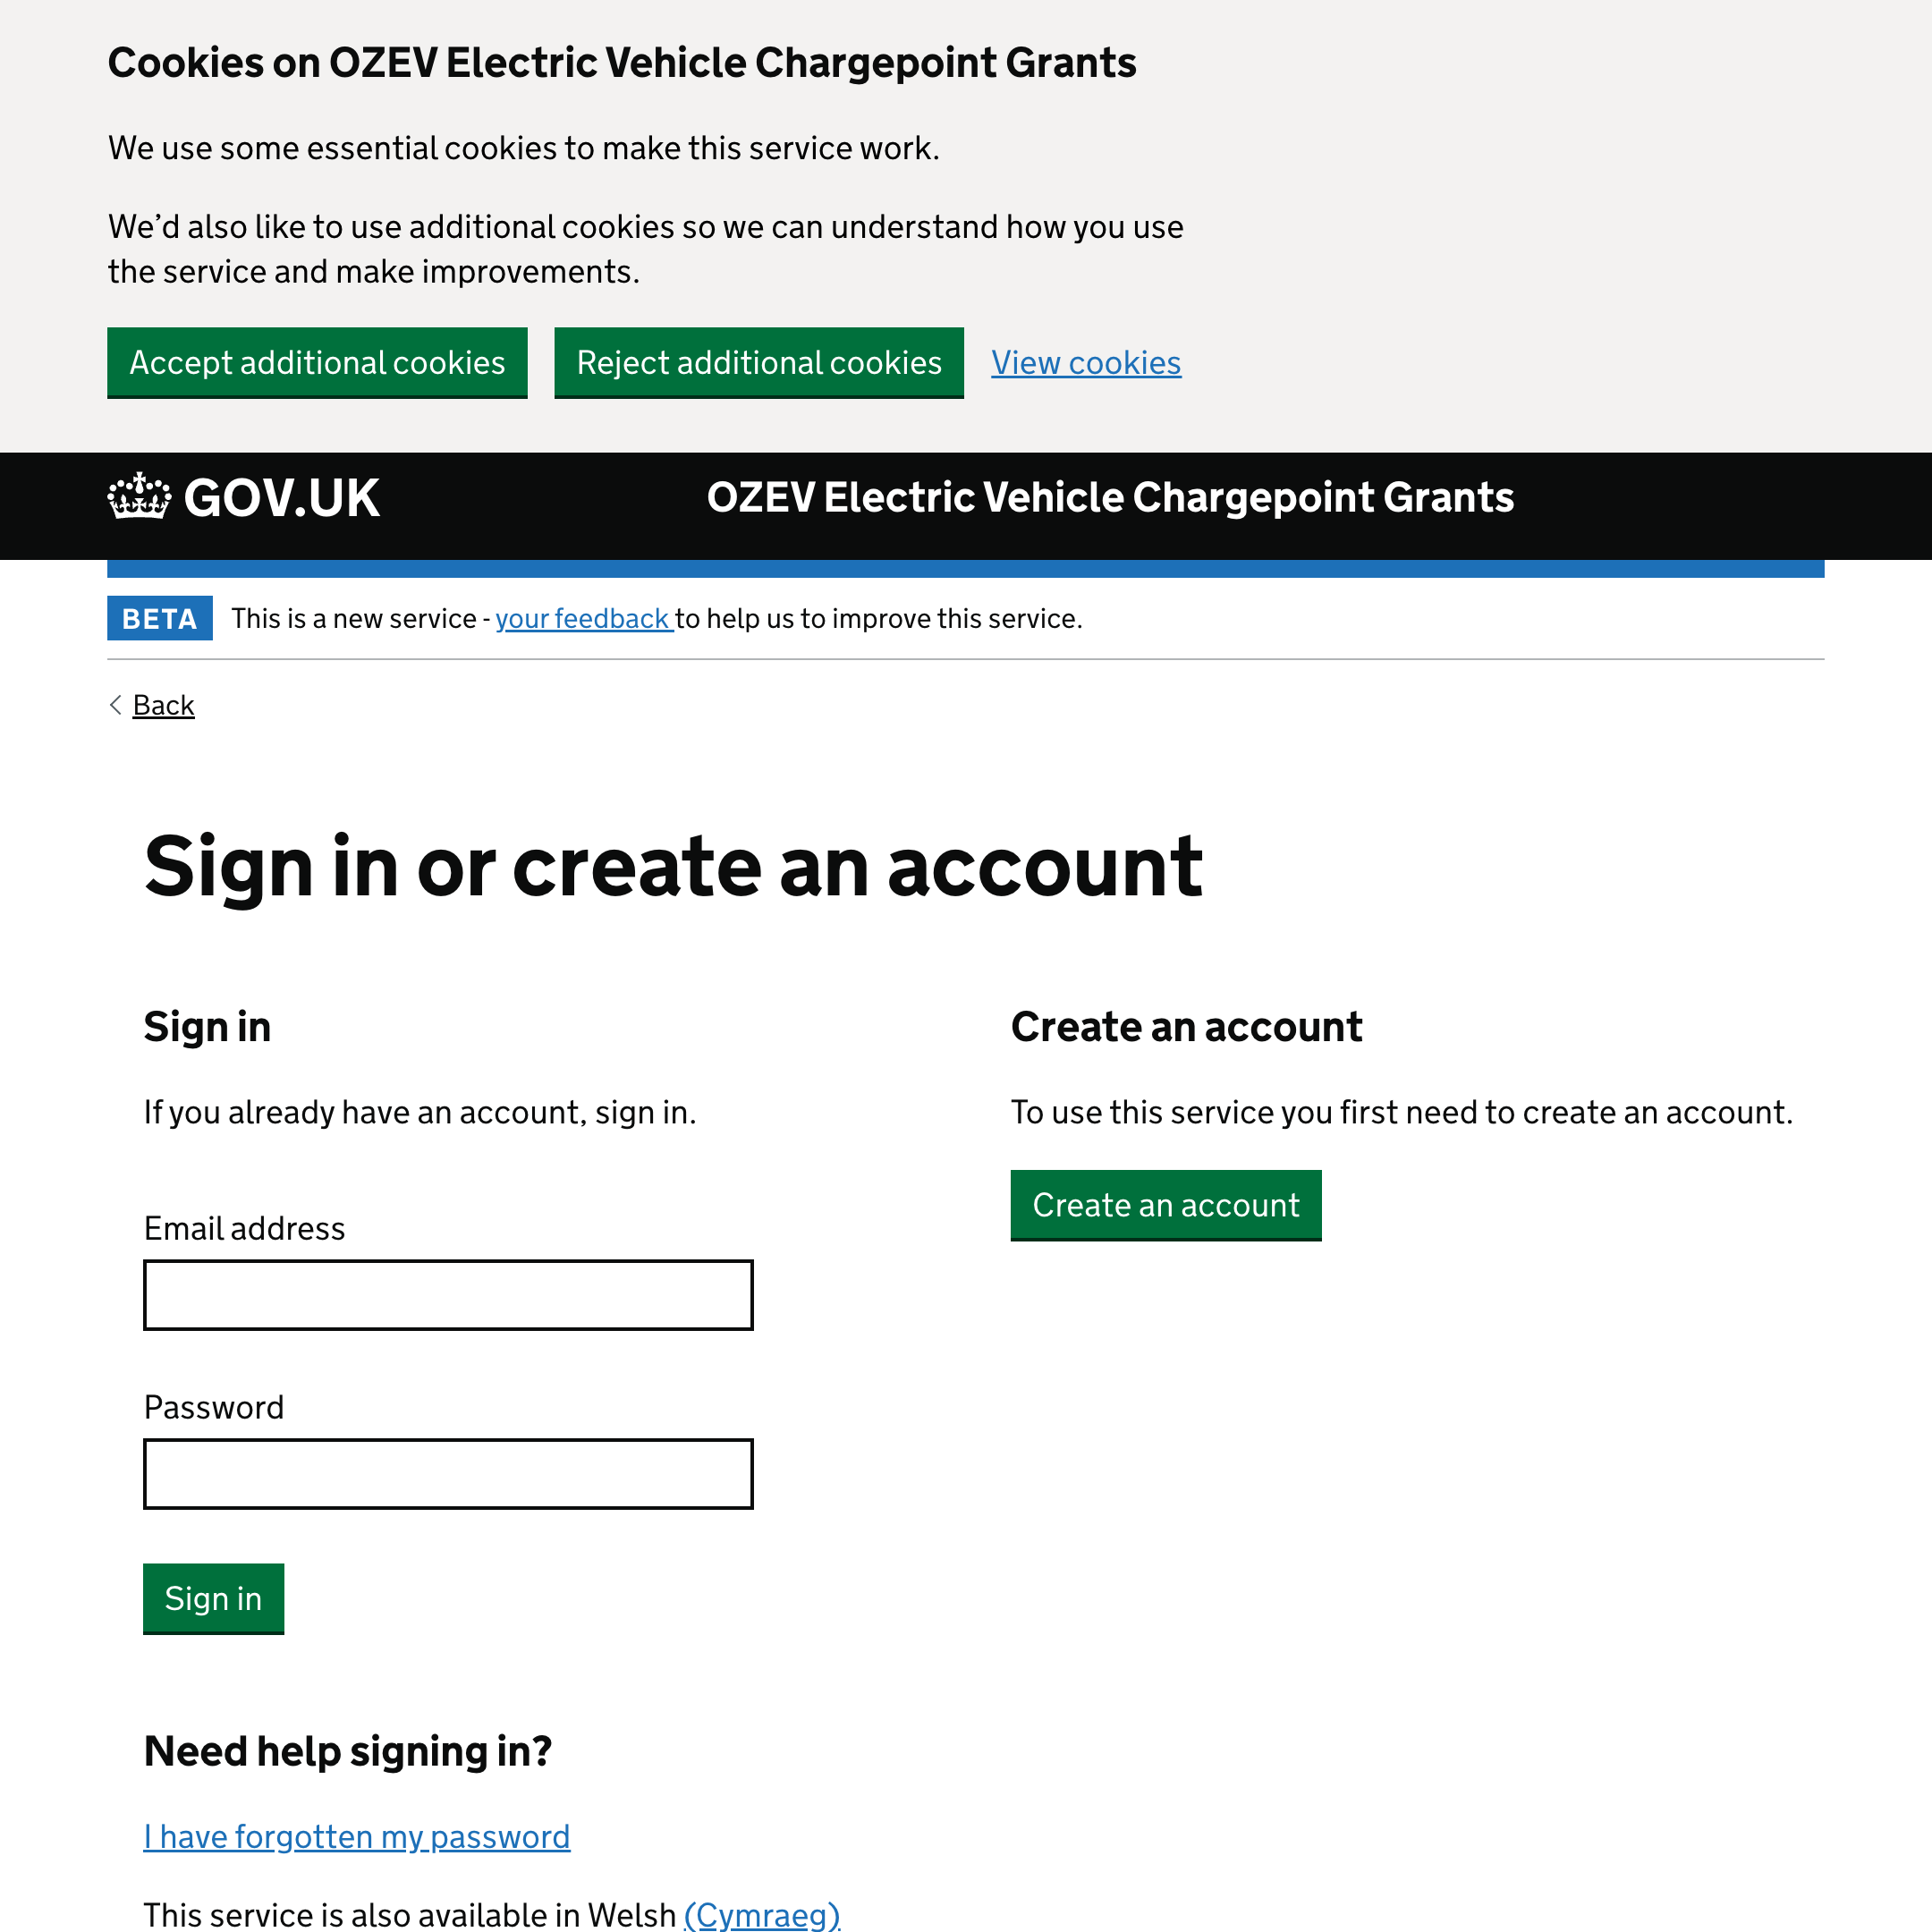 Cookies on OZEV Electric Vehicle Chargepoint Grants
We use some essential cookies to make this service work.
We’d also like to use additional cookies so we can understand how you use
the service and make improvements.
Accept additional cookies
Reject additional cookies
View cookies
GOV.UK
OZEV Electric Vehicle Chargepoint Grants
BETA
This is a new service - your feedback to help us to improve this service.
Back
Sign in or create an account
Sign in
If you already have an account, sign in.
Email address
Password
Sign in
Create an account
To use this service you first need to create an account.
Create an account
Need help signing in?
I have forgotten my password
This service is also available in Welsh (Cymraeg)